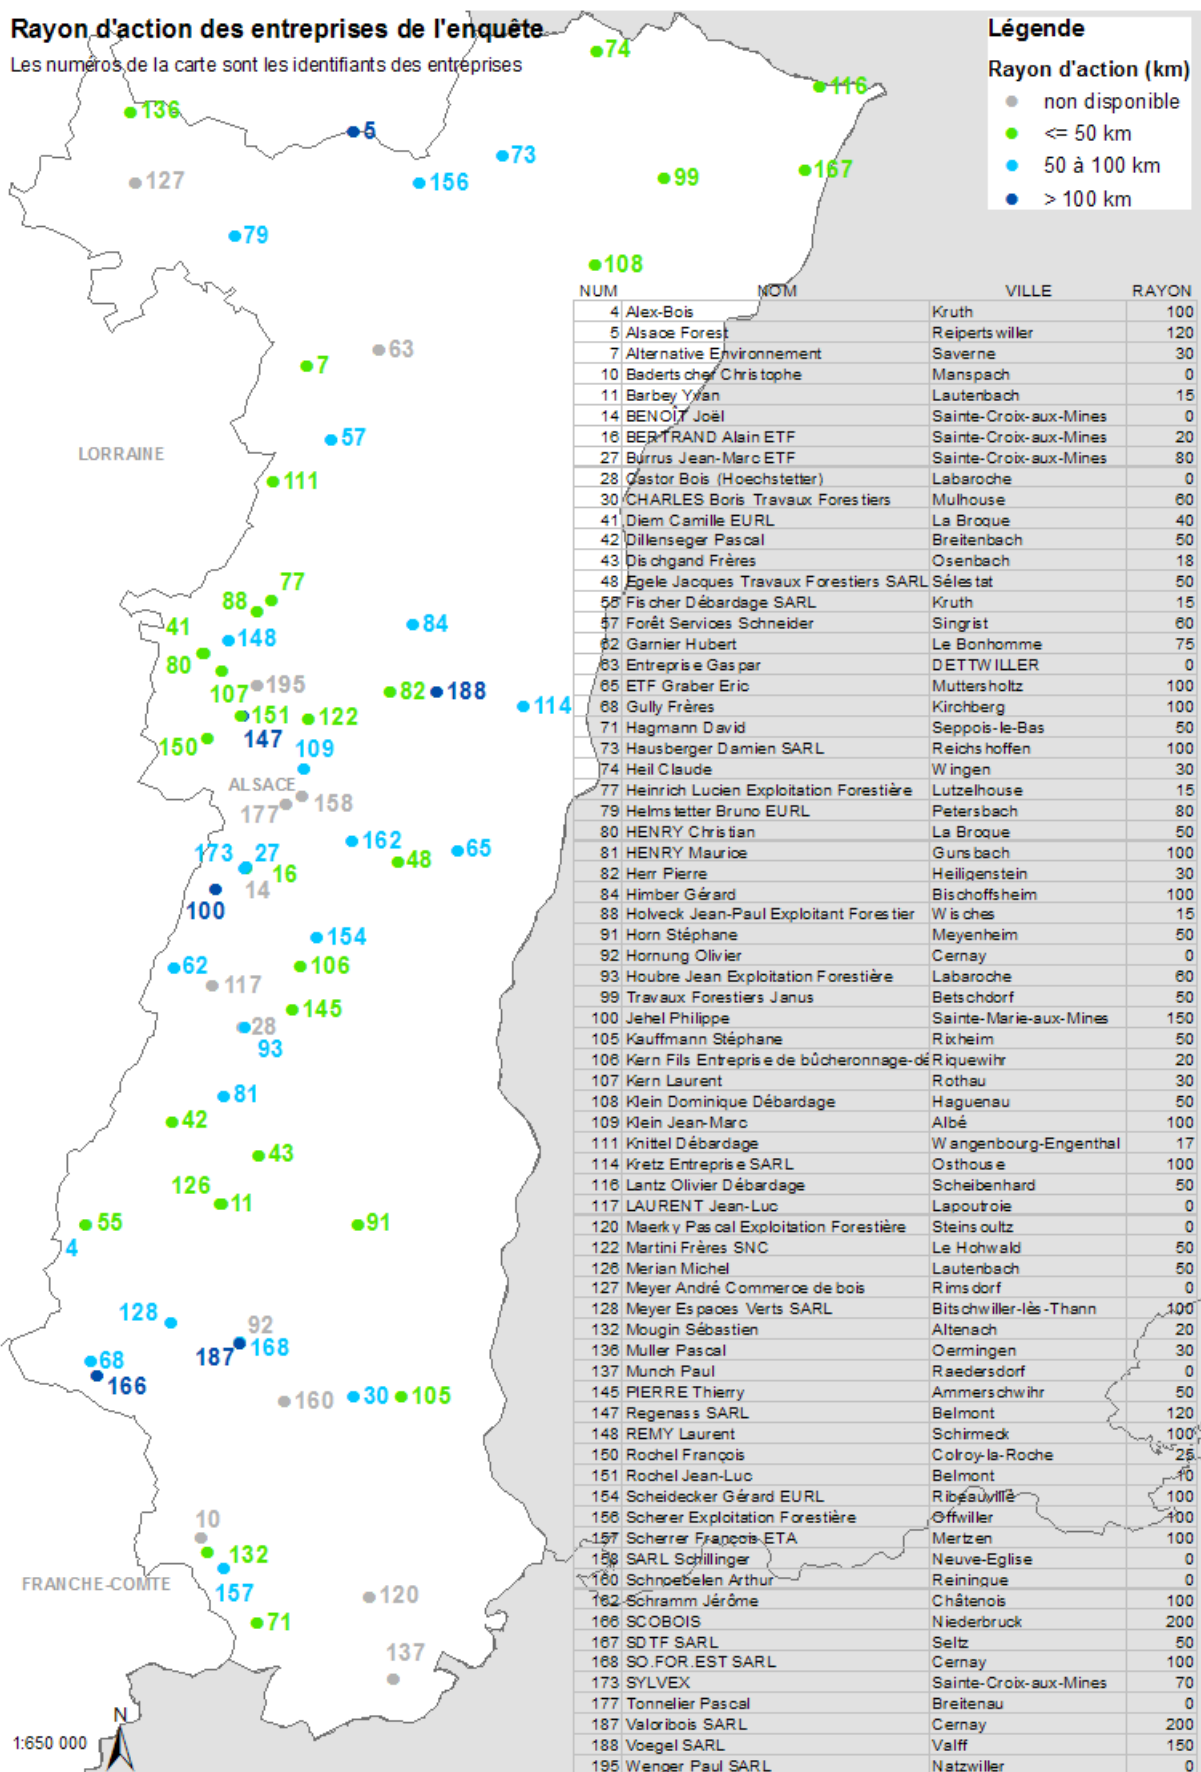 Rayon d'action des entreprises de l'enquête
Les numéros de la carte sont les identifiants des entreprises
Légende
Rayon d'action (km)
non disponible
<= 50 km
50 à 100 km
> 100 km
74
116
136
5
73
127
156
99
167
79
108
63
7
57
LORRAINE
111
77
88
84
41
148
80
195
107
82
188
114
151
122
147
150
109
ALSACE
158
177
162
65
173
27
48
16
14
100
154
62
106
117
145
28
93
81
42
43
126
11
55
91
4
128
92
168
187
68
166
160
30
105
10
132
FRANCHE-COMTE
157
120
71
137
N
1:650 000
NUM NOM VILLE RAYON
4 Alex-Bois Kruth 100
5 Alsace Forest Reipertswiller 120
7 Alternative Environnement Saverne 30
10 Badertscher Christophe Manspach 0
11 Barbey Yvan Lautenbach 15
14 BENOÎT Joël Sainte-Croix-aux-Mines 0
16 BERTRAND Alain ETF Sainte-Croix-aux-Mines 20
27 Burrus Jean-Marc ETF Sainte-Croix-aux-Mines 80
28 Castor Bois (Hoechstetter) Labaroche 0
30 CHARLES Boris Travaux Forestiers Mulhouse 60
41 Diem Camille EURL La Broque 40
42 Dillenseger Pascal Breitenbach 50
43 Dischgand Frères Osenbach 18
48 Egele Jacques Travaux Forestiers SARL Sélestat 50
55 Fischer Débardage SARL Kruth 15
57 Forêt Services Schneider Singrist 60
62 Garnier Hubert Le Bonhomme 75
63 Entreprise Gaspar DETTWILLER 0
65 ETF Graber Eric Muttersholtz 100
68 Gully Frères Kirchberg 100
71 Hagmann David Seppois-le-Bas 50
73 Hausberger Damien SARL Reichshoffen 100
74 Heil Claude Wingen 30
77 Heinrich Lucien Exploitation Forestière Lutzelhouse 15
79 Helmstetter Bruno EURL Petersbach 80
80 HENRY Christian La Broque 50
81 HENRY Maurice Gunsbach 100
82 Herr Pierre Heiligenstein 30
84 Himber Gérard Bischoffsheim 100
88 Holveck Jean-Paul Exploitant Forestier Wisches 15
91 Horn Stéphane Meyenheim 50
92 Hornung Olivier Cernay 0
93 Houbre Jean Exploitation Forestière Labaroche 60
99 Travaux Forestiers Janus Betschdorf 50
100 Jehel Philippe Sainte-Marie-aux-Mines 150
105 Kauffmann Stéphane Rixheim 50
106 Kern Fils Entreprise de bûcheronnage-dé Riquewihr 20
107 Kern Laurent Rothau 30
108 Klein Dominique Débardage Haguenau 50
109 Klein Jean-Marc Albé 100
111 Knittel Débardage Wangenbourg-Engenthal 17
114 Kretz Entreprise SARL Osthouse 100
116 Lantz Olivier Débardage Scheibenhard 50
117 LAURENT Jean-Luc Lapoutroie 0
120 Maerky Pascal Exploitation Forestière Steinsoultz 0
122 Martini Frères SNC Le Hohwald 50
126 Merian Michel Lautenbach 50
127 Meyer André Commerce de bois Rimsdorf 0
128 Meyer Espaces Verts SARL Bitschwiller-lès-Thann 100
132 Mougin Sébastien Altenach 20
136 Muller Pascal Oermingen 30
137 Munch Paul Raedersdorf 0
145 PIERRE Thierry Ammerschwihr 50
147 Regenass SARL Belmont 120
148 REMY Laurent Schirmeck 100
150 Rochel François Colroy-la-Roche 25
151 Rochel Jean-Luc Belmont 10
154 Scheidecker Gérard EURL Ribeauvillé 100
156 Scherer Exploitation Forestière Offwiller 100
157 Scherrer François ETA Mertzen 100
158 SARL Schillinger Neuve-Eglise 0
160 Schnoebelen Arthur Reiningue 0
162 Schramm Jérôme Châtenois 100
166 SCOBOIS Niederbruck 200
167 SDTF SARL Seltz 50
168 SO.FOR.EST SARL Cernay 100
173 SYLVEX Sainte-Croix-aux-Mines 70
177 Tonnelier Pascal Breitenau 0
187 Valoribois SARL Cernay 200
188 Voegel SARL Valff 150
195 Wenger Paul SARL Natzwiller 0